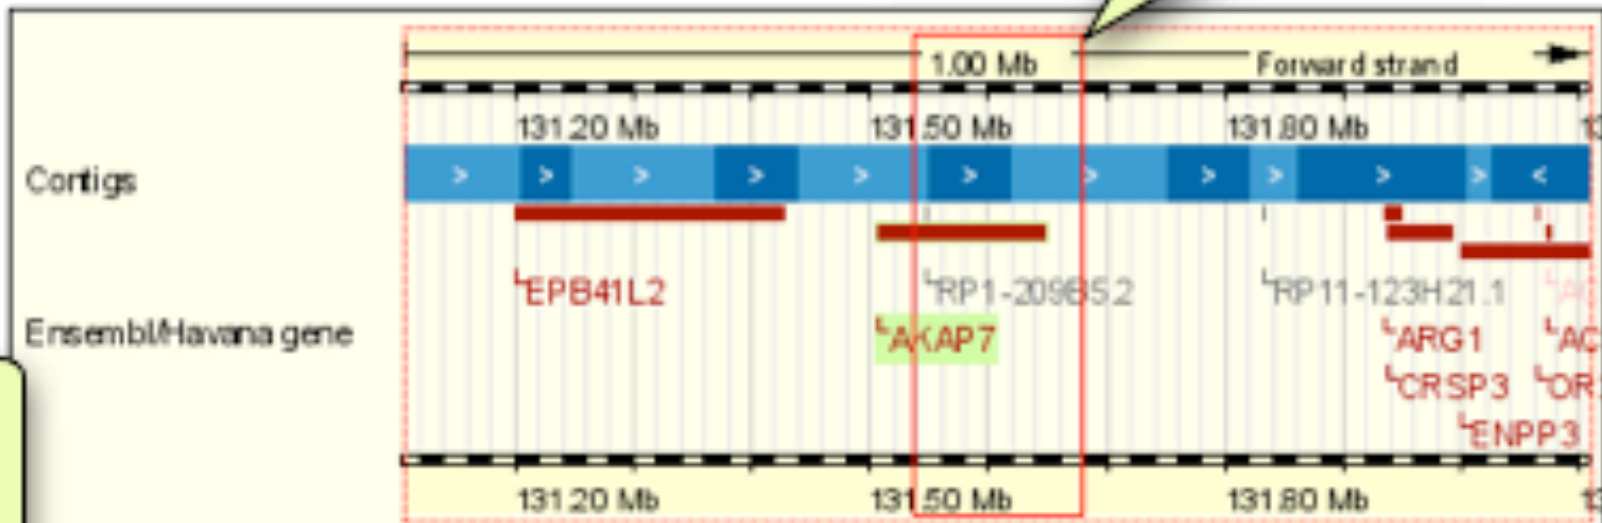 1.00 Mb Forward strand
131.20 Mb 131.50 Mb 131.80 Mb
Contigs > > > > > > > > > > > <
EPB41L2 RP1-209B5.2 RP11-123H21.1
Ensembl/Havana gene AKAP7 ARG1
CRSP3
ENPP3
131.20 Mb 131.50 Mb 131.80 Mb